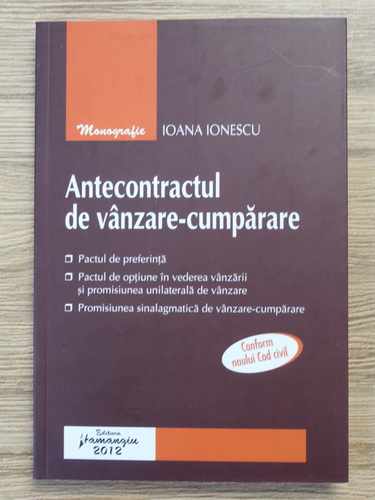 Monografie IOANA IONESCU
Antecontractul
de vânzare-cumpărare
Pactul de preferință
Pactul de opțiune în vederea vânzării
și promisiunea unilaterală de vânzare
Promisiunea sinalagmatică de vânzare-cumpărare
Conform
noului Cod civil
Editura
Hamangiu
2012